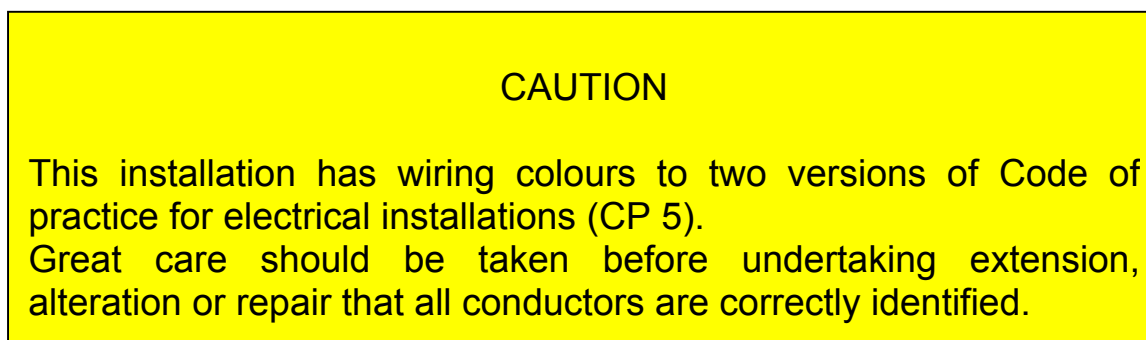 CAUTION
This installation has wiring colours to two versions of Code of
practice for electrical installations (CP 5).
Great care should be taken before undertaking extension,
alteration or repair that all conductors are correctly identified.